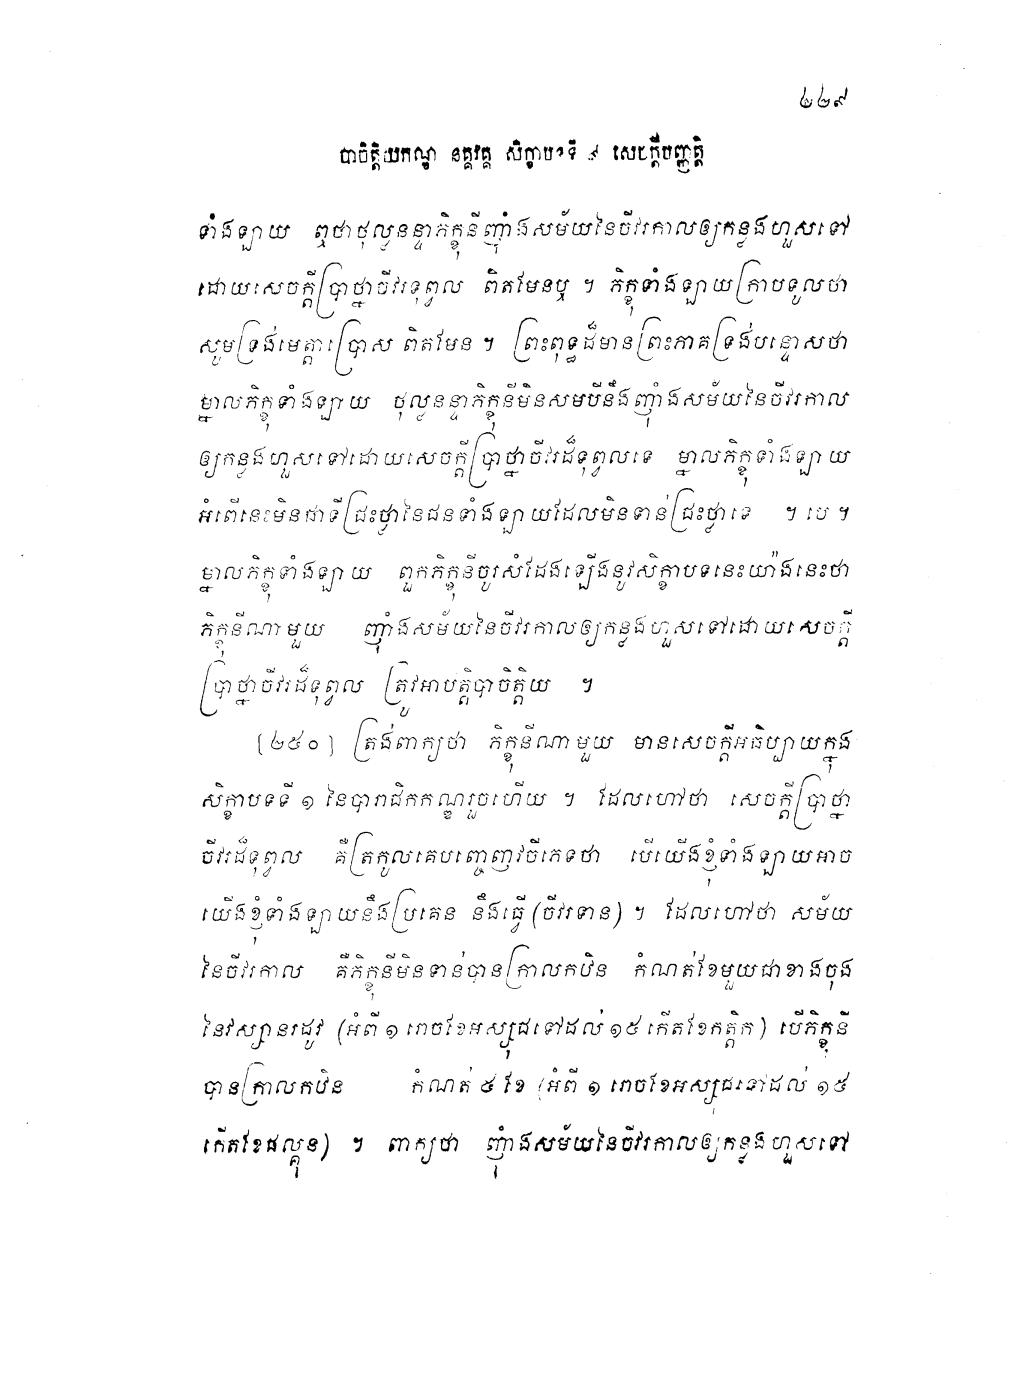 ២២៩
បាចិត្តិយកណ្ឌ នគ្គវគ្គ សិក្ខាបទទី ៩ សេចក្តីបញ្ញត្តិ
ទាំងឡាយ ឮថាថុល្លនន្ទាភិក្ខុនីញុំាងសម័យនៃចីវរកាលឲ្យកន្លងហួសទៅ
ដោយសេចក្តីប្រាថ្នាចីវរទុព្វល ពិតមែនឬ ។ ភិក្ខុទាំងឡាយក្រាបទូលថា
សូមទ្រង់មេត្តាប្រោស ពិតមែន ។ ព្រះពុទ្ធដ៏មានព្រះភាគទ្រង់បន្ទោសថា
ម្នាលភិក្ខុទាំងឡាយ ថុល្លនន្ទាភិក្ខុនីមិនសមបើនឹងញុំាងសម័យនៃចីវរកាល
ឲ្យកន្លងហួសទៅដោយសេចក្តីប្រាថ្នាចីវរដ៏ទុព្វលទេ ម្នាលភិក្ខុទាំងឡាយ
អំពើនេះមិនជាទីជ្រះថ្លានៃជនទាំងឡាយដែលមិនទាន់ជ្រះថ្លាទេ ។ បេ ។
ម្នាលភិក្ខុទាំងឡាយ ពួកភិក្ខុនីចូរសំដែងឡើងនូវសិក្ខាបទនេះយ៉ាងនេះថា
ភិក្ខុនីណាមួយ ញុំាងសម័យនៃចីវរកាលឲ្យកន្លងហួសទៅដោយសេចក្តី
ប្រាថ្នាចីវរដ៏ទុព្វល ត្រូវអាបត្តិបាចិត្តិយ ។
(២៥០) ត្រង់ពាក្យថា ភិក្ខុនីណាមួយ មានសេចក្តីអធិប្បាយក្នុង
សិក្ខាបទទី ១ នៃបារាជិកកណ្ឌរួចហើយ ។ ដែលហៅថា សេចក្តីប្រាថ្នា
ចីវរដ៏ទុព្វល គឺត្រកូលគេបញ្ចេញវចីភេទថា បើយើងខ្ញុំទាំងឡាយអាច
យើងខ្ញុំទាំងឡាយនឹងប្រគេន នឹងធ្វើ (ចីវរទាន) ។ ដែលហៅថា សម័យ
នៃចីវរកាល គឺភិក្ខុនីមិនទាន់បានក្រាលកឋិន កំណត់ខែមួយជាខាងចុង
នៃវស្សានរដូវ (អំពី ១ រោចខែអស្សុជទៅដល់ ១៥ កើតខែកត្តិក) បើភិក្ខុនី
បានក្រាលកឋិន កំណត់ ៥ ខែ (អំពី ១ រោចខែអស្សុជទៅដល់ ១៥
កើតខែផល្គុន) ។ ពាក្យថា ញុំាងសម័យនៃចីវរកាលឲ្យកន្លងហួសទៅ